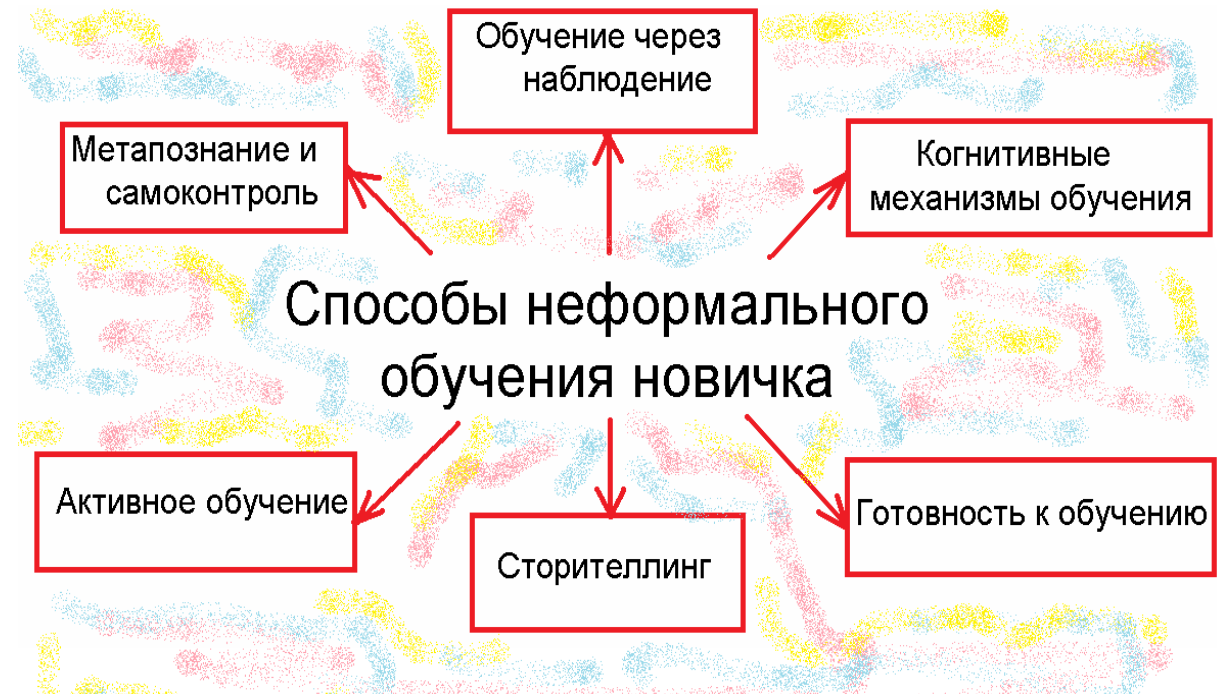 Обучение через
наблюдение
Метапознание и
самоконтроль
Когнитивные
механизмы обучения
Способы неформального
обучения новичка
Активное обучение
Сторителлинг
Готовность к обучению